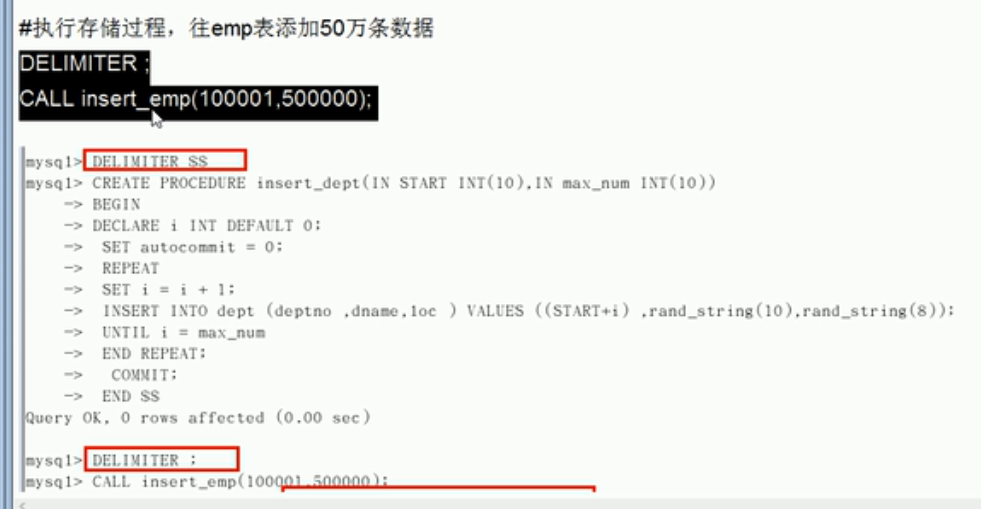 #执行存储过程，往emp表添加50万条数据
DELIMITER ;
CALL insert_emp(100001,500000);
mysql> DELIMITER $$
mysql> CREATE PROCEDURE insert_dept(IN START INT(10),IN max_num INT(10))
-> BEGIN
-> DECLARE i INT DEFAULT 0;
-> SET autocommit = 0;
-> REPEAT
-> SET i = i + 1;
-> INSERT INTO dept (deptno ,dname,loc ) VALUES ((START+i) ,rand_string(10),rand_string(8));
-> UNTIL i = max_num
-> END REPEAT;
-> COMMIT;
-> END $$
Query OK, 0 rows affected (0.00 sec)
mysql> DELIMITER ;
mysql> CALL insert_emp(100001,500000);